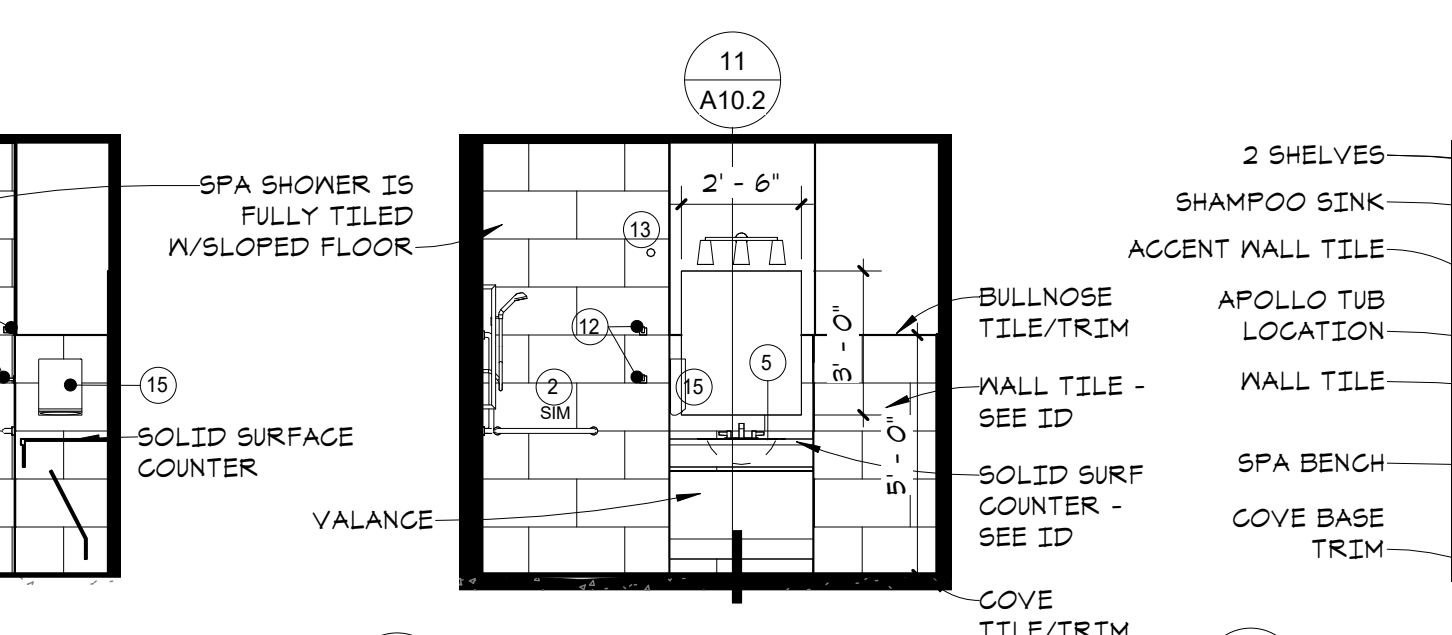 11
A10.2
SPA SHOWER IS
FULLY TILED
W/SLOPED FLOOR
15
SOLID SURFACE
COUNTER
VALANCE
2' - 6"
13
12
2
SIM
15
5
3' - 0"
5' - 0"
BULLNOSE
TILE/TRIM
WALL TILE -
SEE ID
SOLID SURF
COUNTER -
SEE ID
COVE
TILE/TRIM
2 SHELVES
SHAMPOO SINK
ACCENT WALL TILE
APOLLO TUB
LOCATION
WALL TILE
SPA BENCH
COVE BASE
TRIM